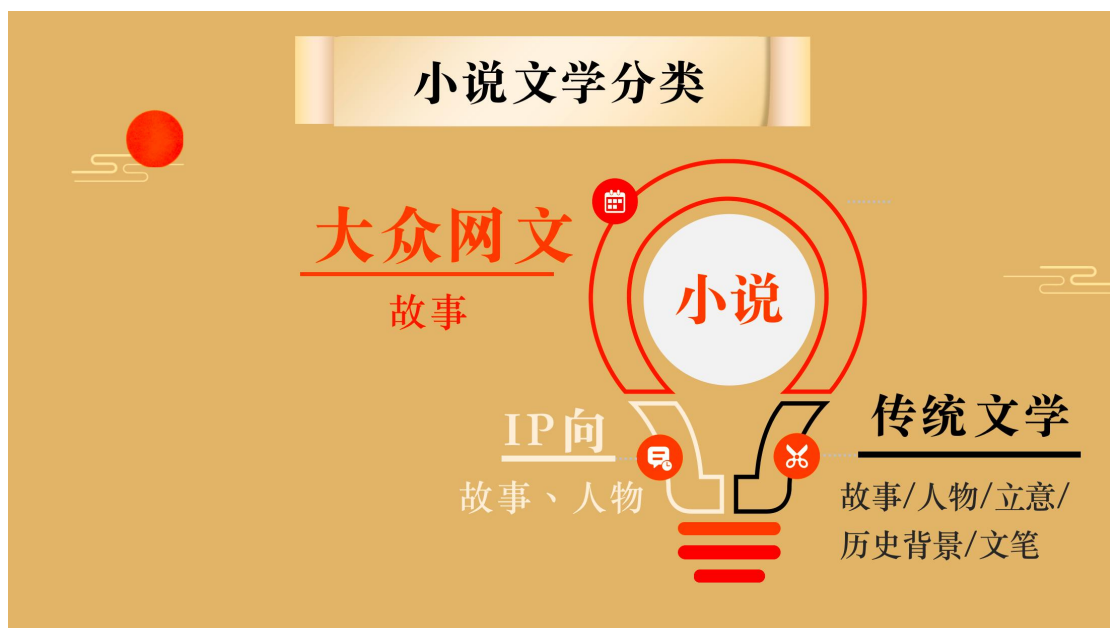 小说文学分类
大众网文
故事
小说
IP向
故事、人物
传统文学
故事/人物/立意/
历史背景/文笔